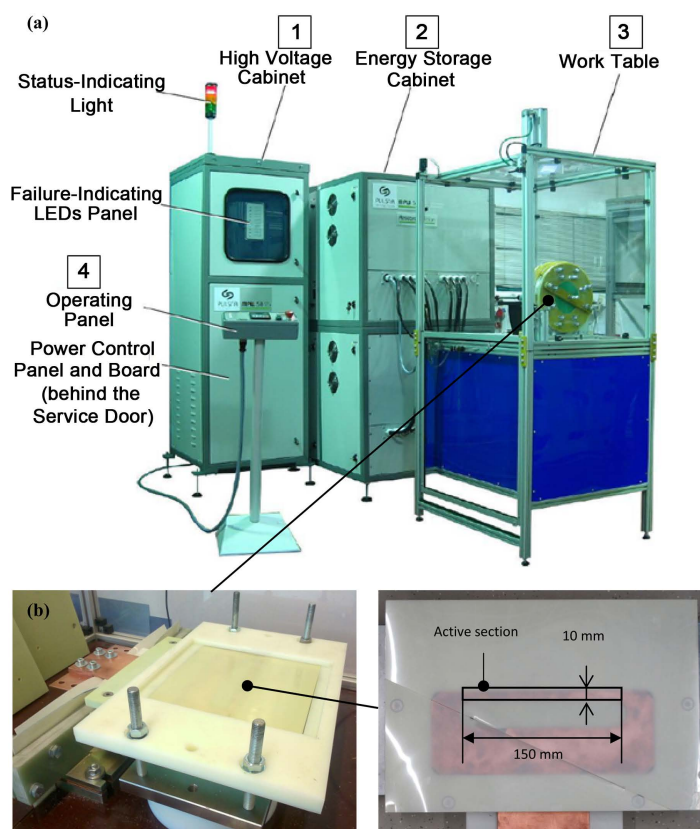 (a)
1
High Voltage
Cabinet
2
Energy Storage
Cabinet
3
Work Table
Status-Indicating
Light
Failure-Indicating
LEDs Panel
4
Operating
Panel
Power Control
Panel and Board
(behind the
Service Door)
(b)
Active section
10 mm
150 mm